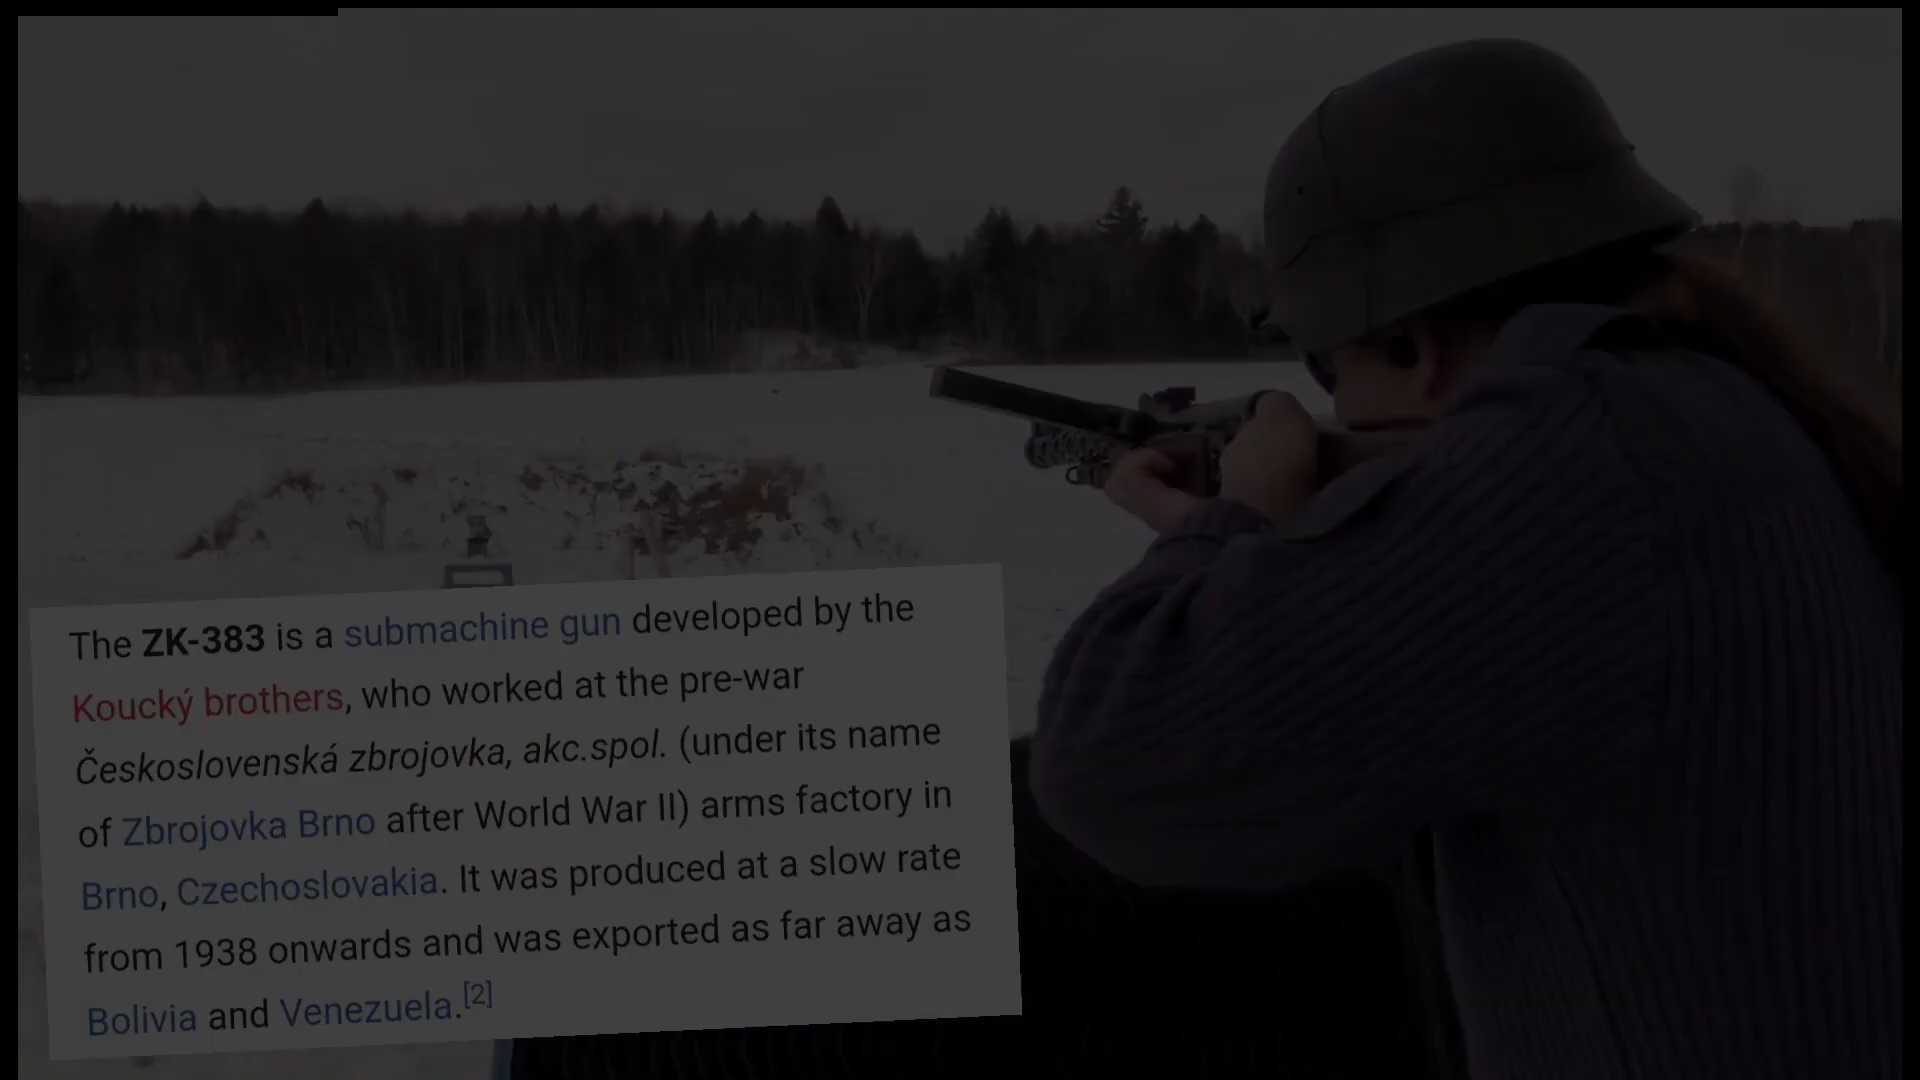 The ZK-383 is a submachine gun developed by the
Koucký brothers, who worked at the pre-war
Československá zbrojovka, akc.spol. (under its name
of Zbrojovka Brno after World War II) arms factory in
Brno, Czechoslovakia. It was produced at a slow rate
from 1938 onwards and was exported as far away as
Bolivia and Venezuela.[2]